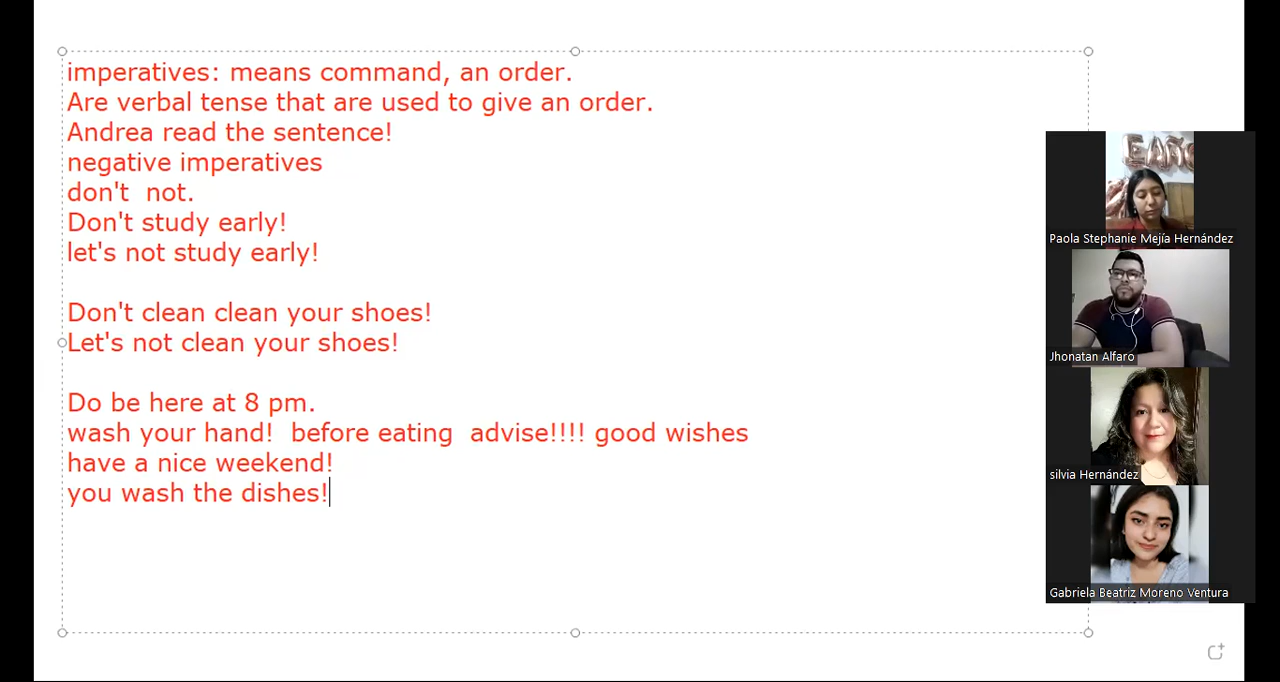 imperatives: means command, an order.
Are verbal tense that are used to give an order.
Andrea read the sentence!
negative imperatives
don't  not.
Don't study early!
let's not study early!
Don't clean clean your shoes!
Let's not clean your shoes!
Do be here at 8 pm.
wash your hand!  before eating  advise!!!! good wishes
have a nice weekend!
you wash the dishes!
Paola Stephanie Mejía Hernández
Jhonatan Alfaro
silvia Hernández
Gabriela Beatriz Moreno Ventura